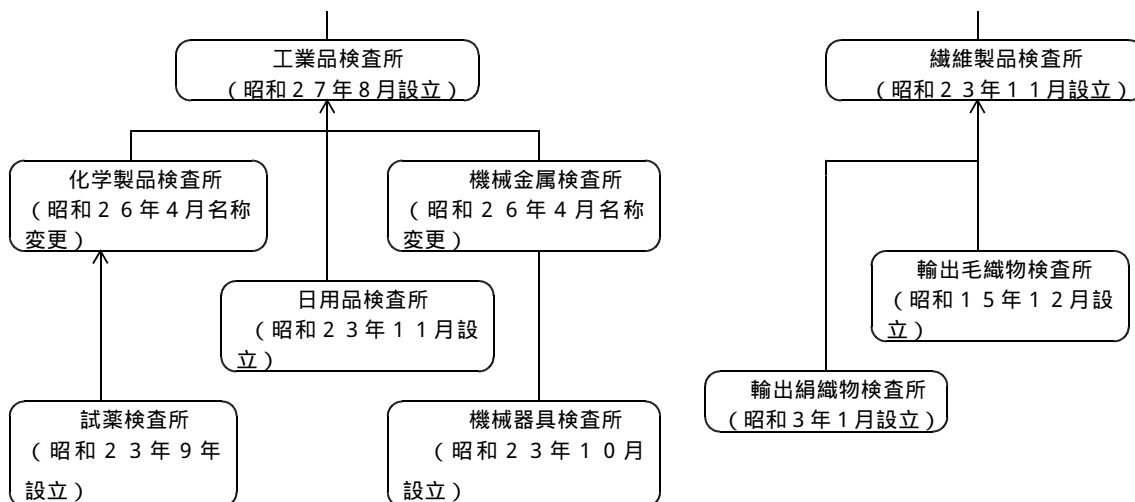 工業品検査所
（昭和２７年８月設立）
繊維製品検査所
（昭和２３年１１月設立）
化学製品検査所
（昭和２６年４月名称
変更）
機械金属検査所
（昭和２６年４月名称
変更）
日用品検査所
（昭和２３年１１月設
立）
輸出毛織物検査所
（昭和１５年１２月設
立）
輸出絹織物検査所
（昭和３年１月設立）
試薬検査所
（昭和２３年９年
設立）
機械器具検査所
（昭和２３年１０月
設立）